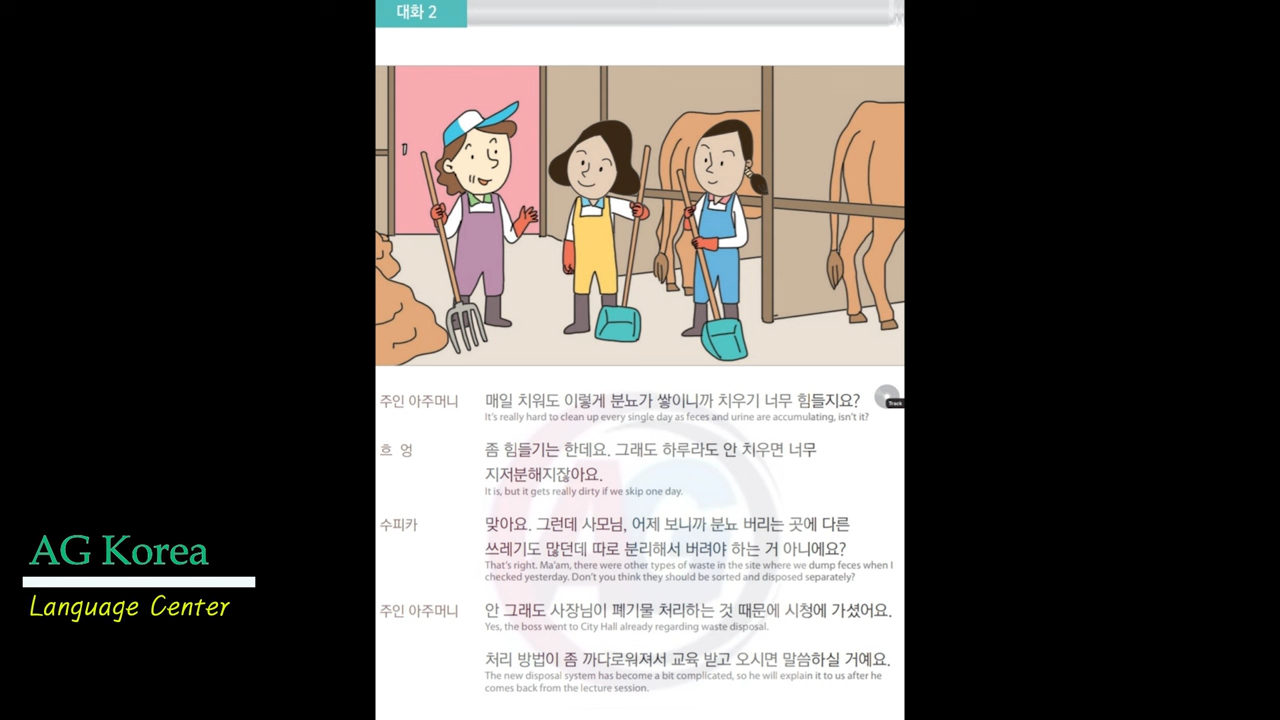 대화 2
주인 아주머니 매일 치워도 이렇게 분뇨가 쌓이니까 치우기 너무 힘들지요?
Track
It's really hard to clean up every single day as feces and urine are accumulating, isn't it?
흐 엉 좀 힘들기는 한데요. 그래도 하루라도 안 치우면 너무
지저분해지잖아요.
It is, but it gets really dirty if we skip one day.
수피카 맞아요. 그런데 사모님, 어제 보니까 분뇨 버리는 곳에 다른
쓰레기도 많던데 따로 분리해서 버려야 하는 거 아니에요?
That's right. Ma'am, there were other types of waste in the site where we dump feces when I
checked yesterday. Don't you think they should be sorted and disposed separately?
주인 아주머니 안 그래도 사장님이 폐기물 처리하는 것 때문에 시청에 가셨어요.
Yes, the boss went to City Hall already regarding waste disposal.
처리 방법이 좀 까다로워져서 교육 받고 오시면 말씀하실 거예요.
The new disposal system has become a bit complicated, so he will explain it to us after he
comes back from the lecture session.
AG Korea
Language Center
AG